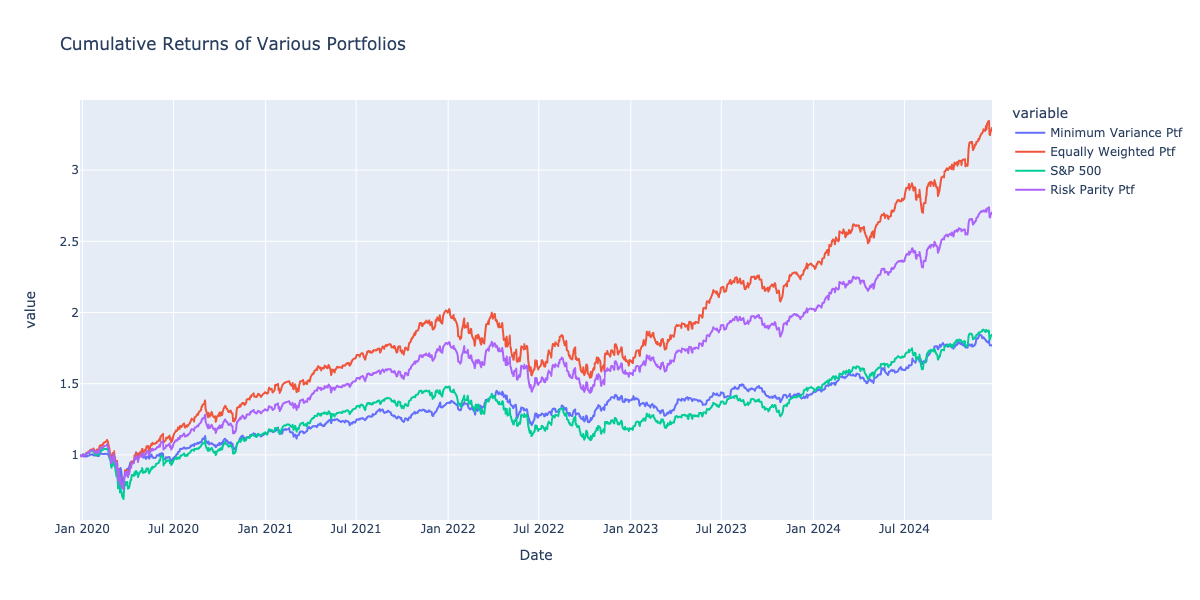 Cumulative Returns of Various Portfolios
variable
Minimum Variance Ptf
Equally Weighted Ptf
S&P 500
Risk Parity Ptf
value
3
2.5
2
1.5
1
Jan 2020 Jul 2020 Jan 2021 Jul 2021 Jan 2022 Jul 2022 Jan 2023 Jul 2023 Jan 2024 Jul 2024
Date